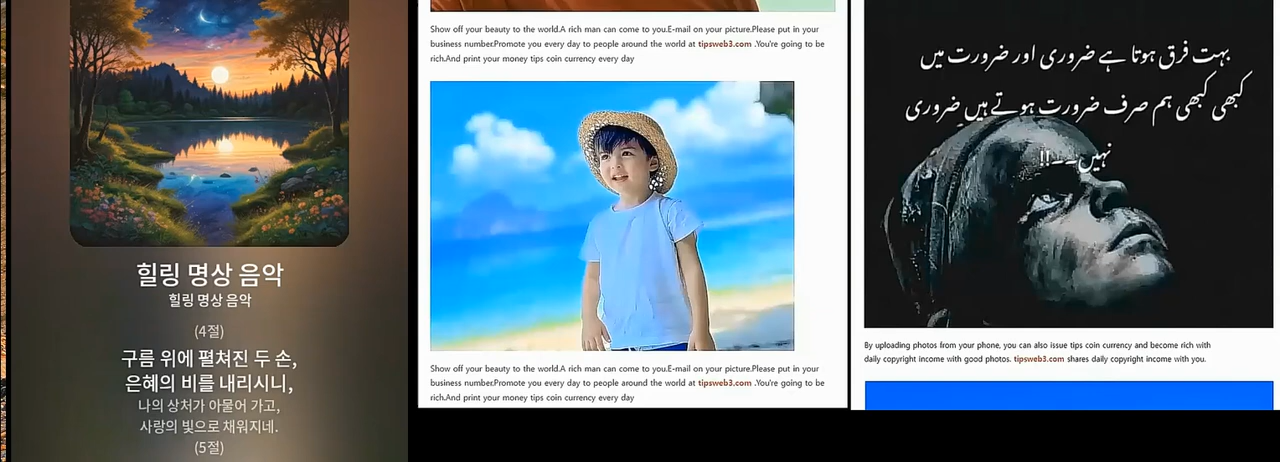 힐링 명상 음악
힐링 명상 음악
(4절)
구름 위에 펼쳐진 두 손,
은혜의 비를 내리시니,
나의 상처가 아물어 가고,
사랑의 빛으로 채워지네.
(5절)
Show off your beauty to the world.A rich man can come to you.E-mail on your picture.Please put in your
business number.Promote you every day to people around the world at tipsweb3.com .You're going to be
rich.And print your money tips coin currency every day
Show off your beauty to the world.A rich man can come to you.E-mail on your picture.Please put in your
business number.Promote you every day to people around the world at tipsweb3.com .You're going to be
rich.And print your money tips coin currency every day
بہت فرق ہوتا ہے ضروری اور ضرورت میں
کبھی کبھی ہم صرف ضرورت ہوتے ہیں ضروری
نہیں۔۔!!
By uploading photos from your phone, you can also issue tips coin currency and become rich with
daily copyright income with good photos. tipsweb3.com shares daily copyright income with you.